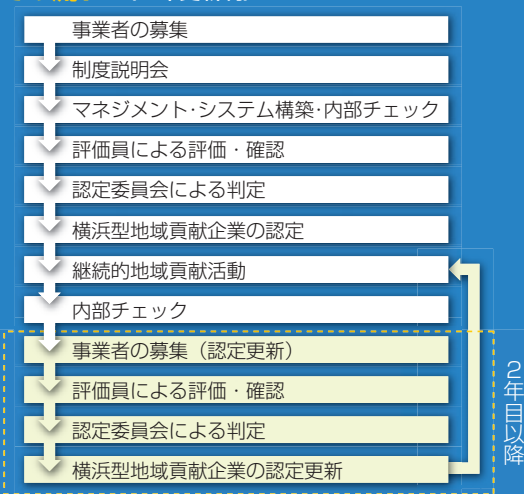 事業者の募集
制度説明会
マネジメント・システム構築・内部チェック
評価員による評価・確認
認定委員会による判定
横浜型地域貢献企業の認定
継続的地域貢献活動
内部チェック
事業者の募集（認定更新）
評価員による評価・確認
認定委員会による判定
横浜型地域貢献企業の認定更新
2年目以降